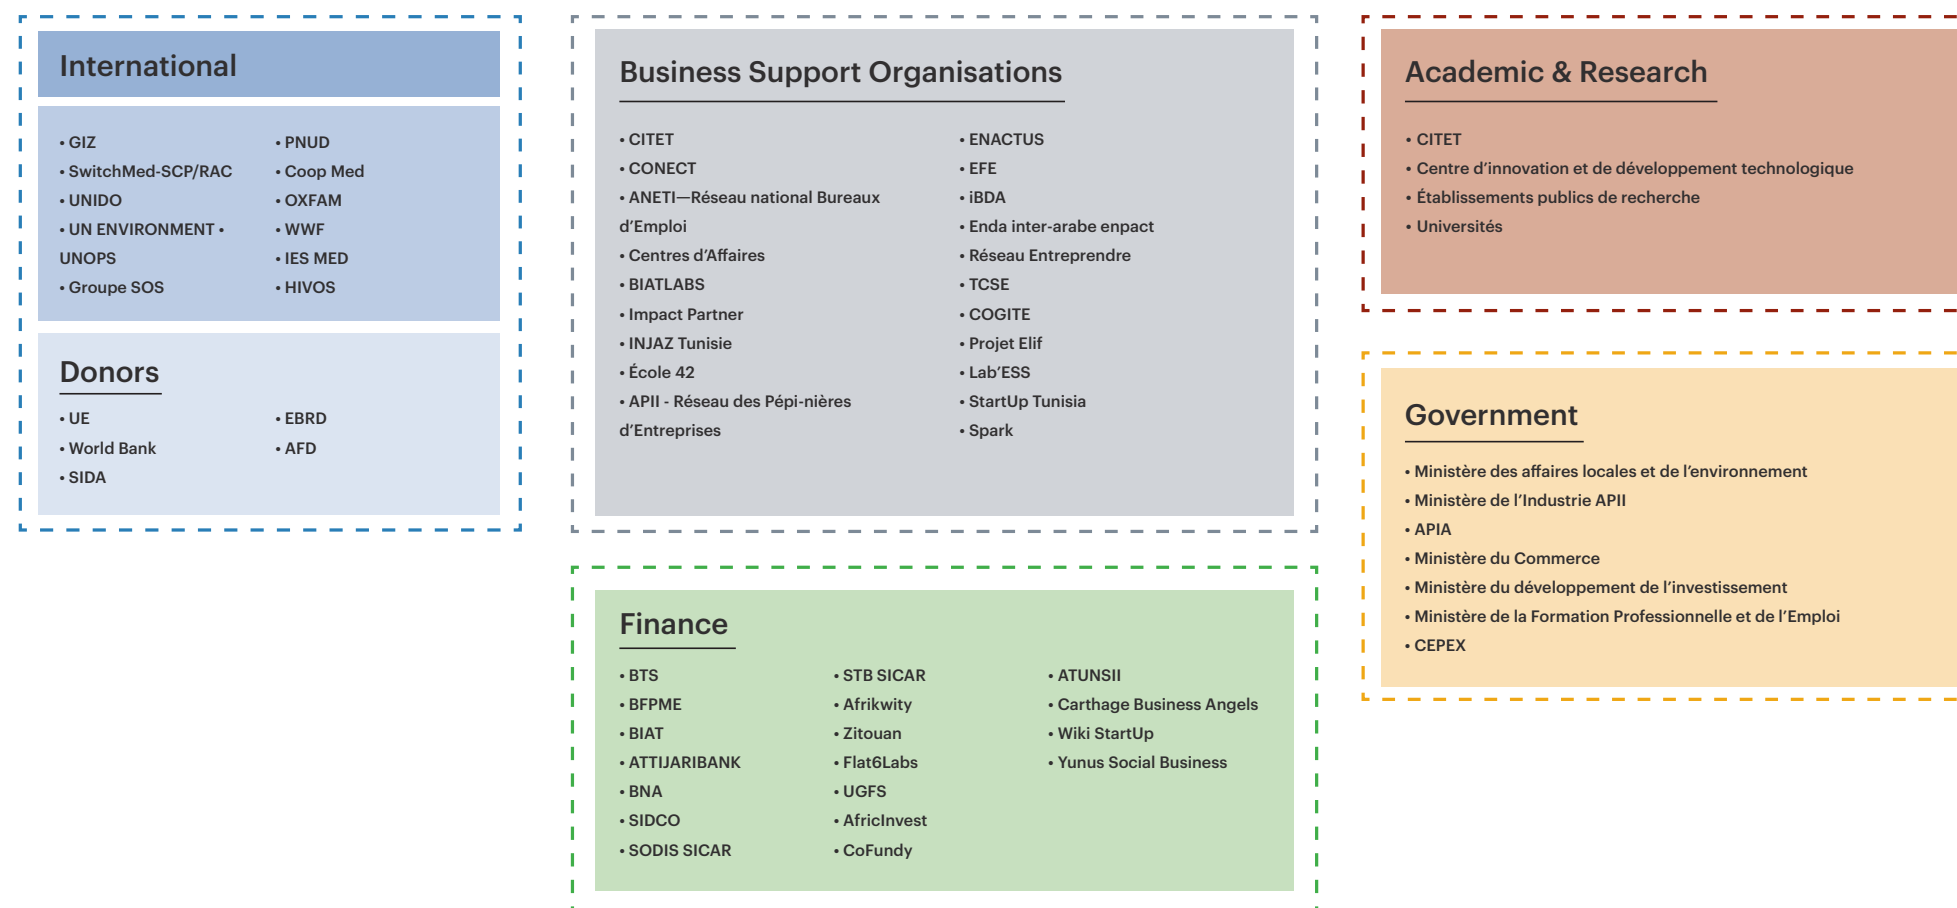 International
• GIZ
• SwitchMed-SCP/RAC
• UNIDO
• UN ENVIRONMENT •
UNOPS
• Groupe SOS
• PNUD
• Coop Med
• OXFAM
• WWF
• IES MED
• HIVOS
Donors
• UE
• World Bank
• SIDA
• EBRD
• AFD
Business Support Organisations
• CITET
• CONECT
• ANETI—Réseau national Bureaux
d’Emploi
• Centres d’Affaires
• BIATLABS
• Impact Partner
• INJAZ Tunisie
• École 42
• APII - Réseau des Pépi-nières
d’Entreprises
• ENACTUS
• EFE
• iBDA
• Enda inter-arabe enpact
• Réseau Entreprendre
• TCSE
• COGITE
• Projet Elif
• Lab’ESS
• StartUp Tunisia
• Spark
Finance
• BTS
• BFPME
• BIAT
• ATTIJARIBANK
• BNA
• SIDCO
• SODIS SICAR
• STB SICAR
• Afrikwity
• Zitouan
• Flat6Labs
• UGFS
• AfricInvest
• CoFundy
• ATUNSII
• Carthage Business Angels
• Wiki StartUp
• Yunus Social Business
Academic & Research
• CITET
• Centre d’innovation et de développement technologique
• Établissements publics de recherche
• Universités
Government
• Ministère des affaires locales et de l’environnement
• Ministère de l’Industrie APII
• APIA
• Ministère du Commerce
• Ministère du développement de l’investissement
• Ministère de la Formation Professionnelle et de l’Emploi
• CEPEX